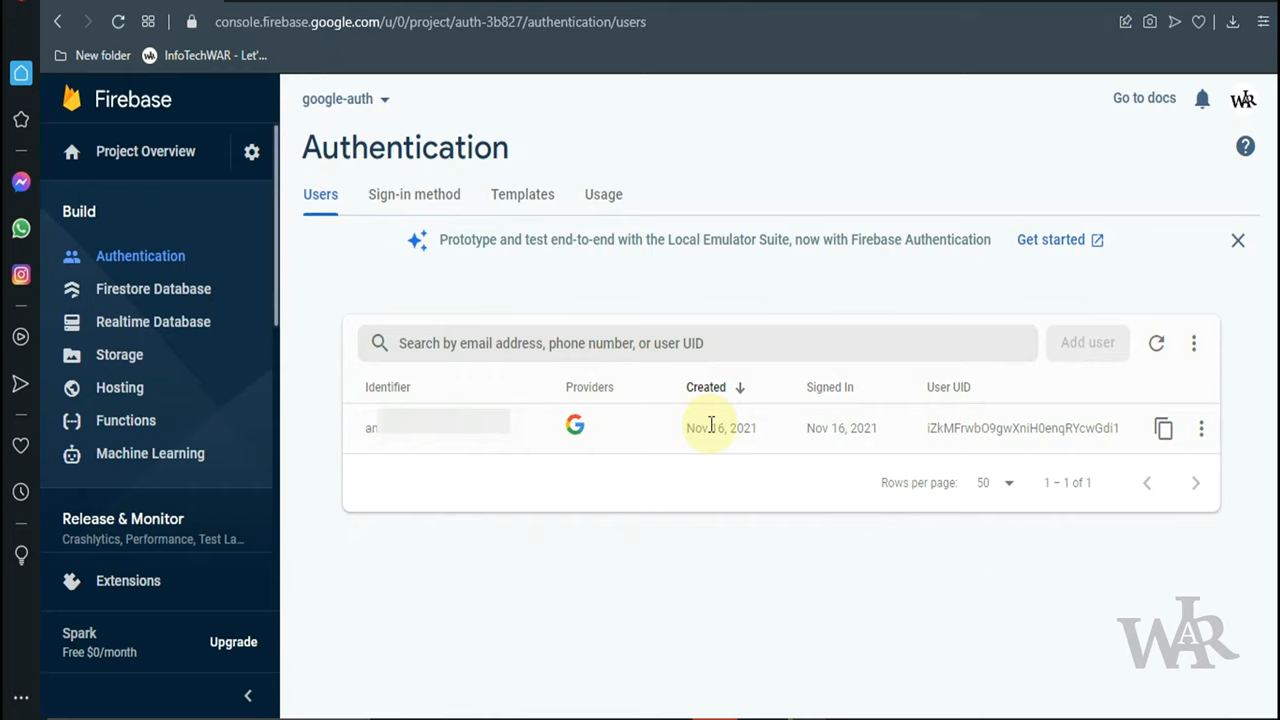 console.firebase.google.com/u/0/project/auth-3b827/authentication/users
New folder
InfoTechWAR - Let'...
Firebase
google-auth
Go to docs
WAR
Project Overview
Authentication
Users
Sign-in method
Templates
Usage
Build
Prototype and test end-to-end with the Local Emulator Suite, now with Firebase Authentication
Get started
Authentication
Firestore Database
Realtime Database
Storage
Hosting
Functions
Machine Learning
Search by email address, phone number, or user UID
Add user
Identifier
Providers
Created
Signed In
User UID
an
Nov 16, 2021
Nov 16, 2021
iZkMFrwbO9gwXniH0enqRYcwGdi1
Rows per page:
50
1 – 1 of 1
Release & Monitor
Crashlytics, Performance, Test La...
Extensions
Spark
Free $0/month
Upgrade
WAR